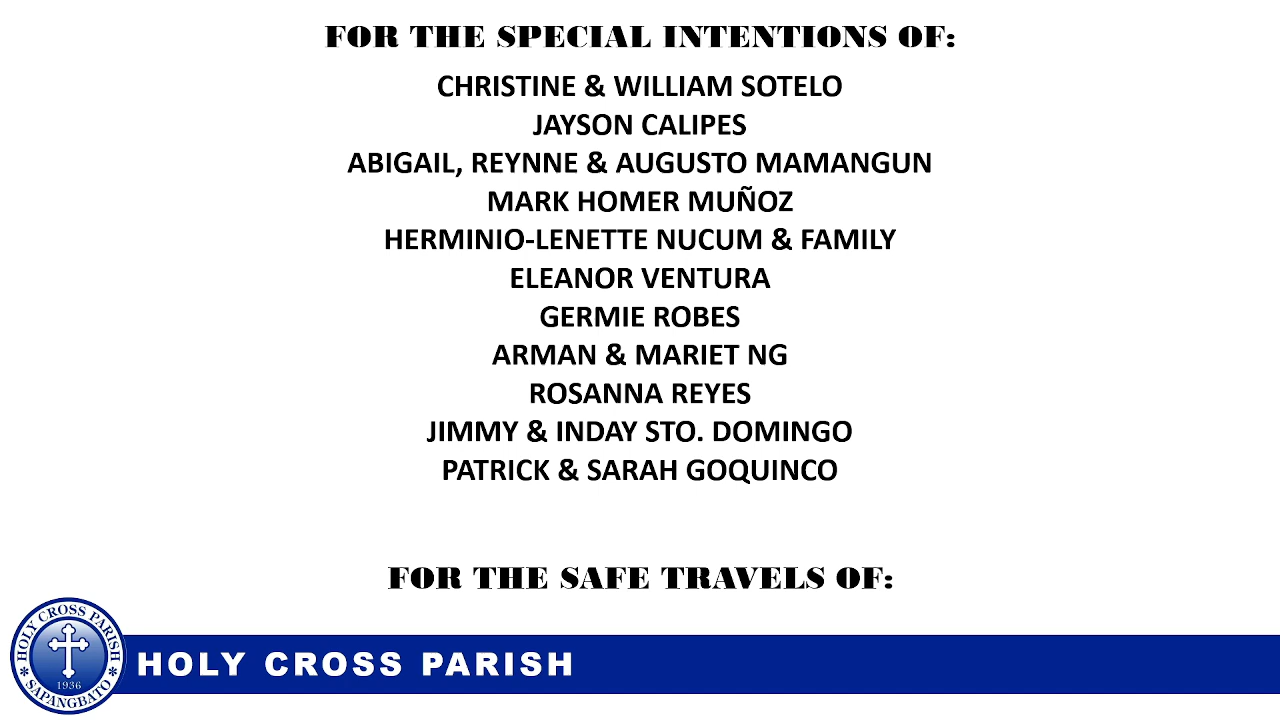 FOR THE SPECIAL INTENTIONS OF:
CHRISTINE & WILLIAM SOTELO
JAYSON CALIPES
ABIGAIL, REYNNE & AUGUSTO MAMANGUN
MARK HOMER MUÑOZ
HERMINIO-LENETTE NUCUM & FAMILY
ELEANOR VENTURA
GERMIE ROBES
ARMAN & MARIET NG
ROSANNA REYES
JIMMY & INDAY STO. DOMINGO
PATRICK & SARAH GOQUINCO
FOR THE SAFE TRAVELS OF:
HOLY CROSS PARISH
1936
SAPANGBATO
HOLY CROSS PARISH